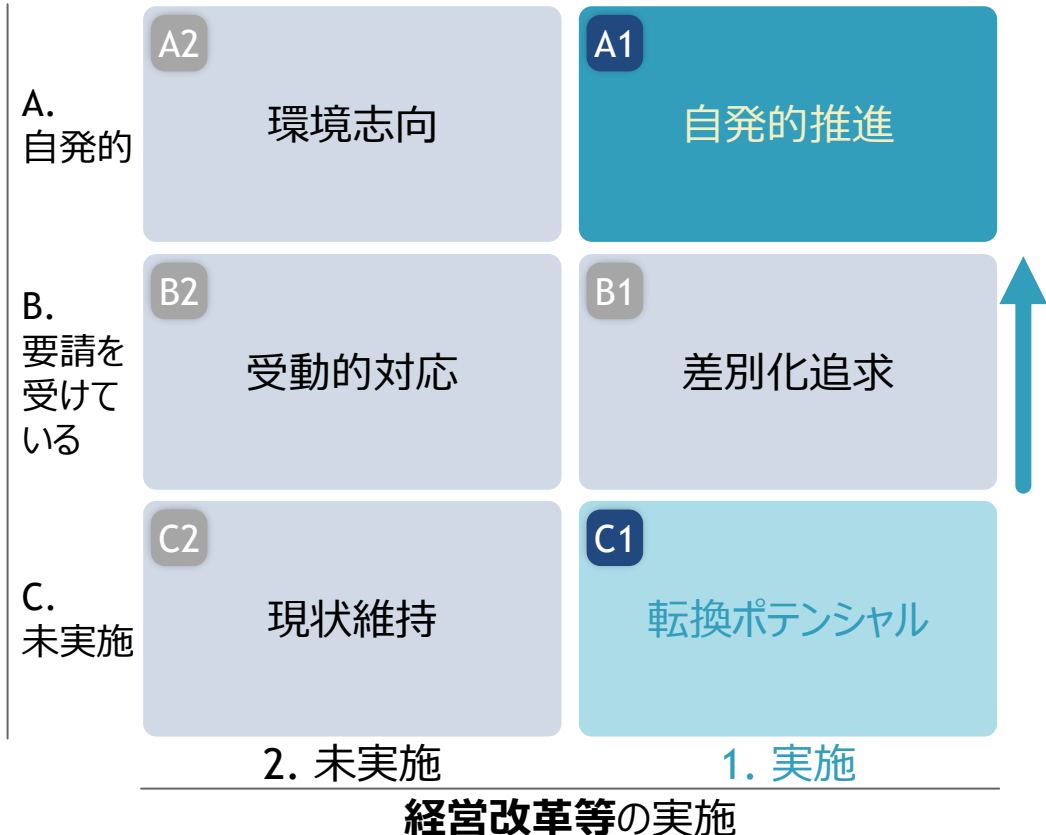 A2
A1
A.
自発的
環境志向
自発的推進
B2
B1
B.
要請を
受けて
いる
受動的対応
差別化追求
C2
C1
C.
未実施
現状維持
転換ポテンシャル
2. 未実施
1. 実施
経営改革等の実施